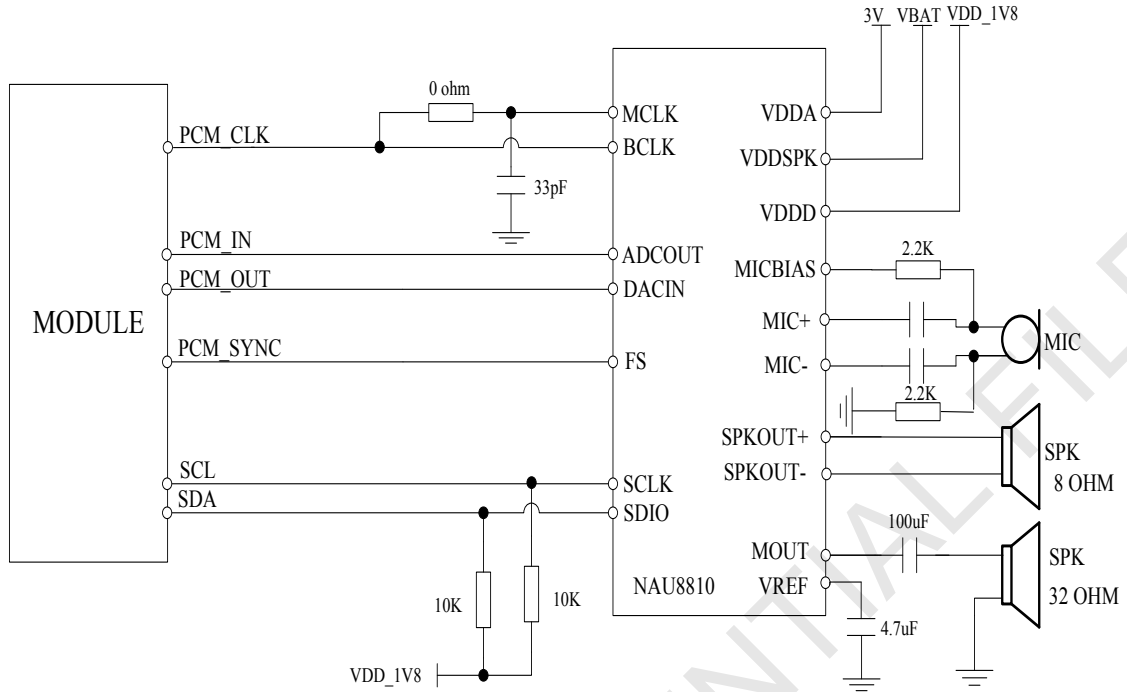 3V VBAT VDD_1V8
0 ohm
MCLK
VDDA
PCM_CLK
BCLK
VDDSPK
33pF
VDDD
PCM_IN
ADCOUT
MICBIAS
2.2K
PCM_OUT
DACIN
MODULE
MIC+
MIC
PCM_SYNC
FS
MIC-
2.2K
SPKOUT+
SPK
8 OHM
SCL
SCLK
SPKOUT-
SDA
SDIO
100uF
MOUT
SPK
32 OHM
10K
10K
NAU8810
VREF
4.7uF
VDD_1V8
NTIAL FILE